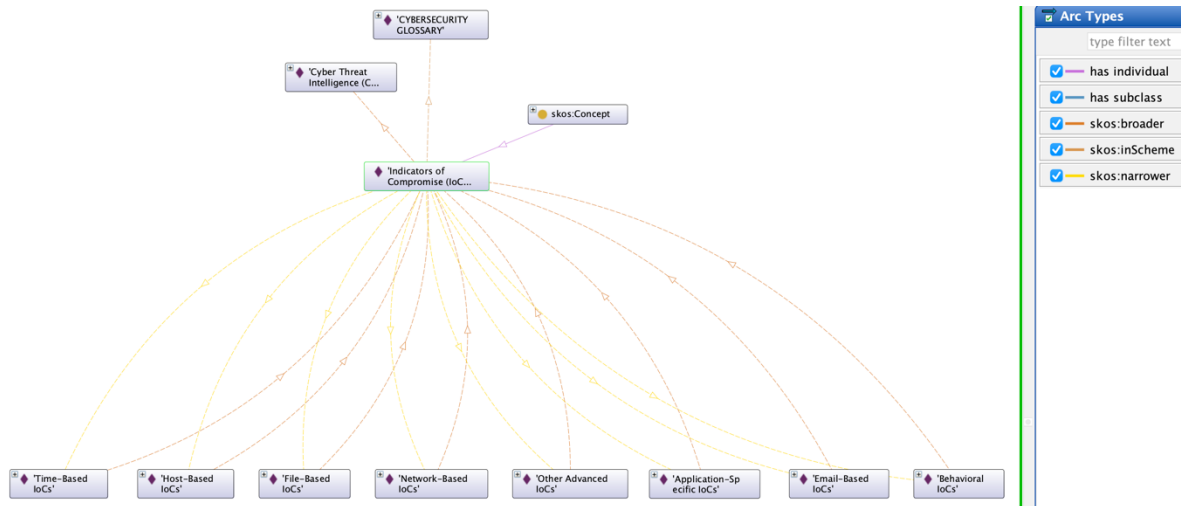 'CYBERSECURITY
GLOSSARY'
'Cyber Threat
Intelligence (C...
skos:Concept
'Indicators of
Compromise (IoC...
'Time-Based
IoCs'
'Host-Based
IoCs'
'File-Based
IoCs'
'Network-Based
IoCs'
'Other Advanced
IoCs'
'Application-Sp
ecific IoCs'
'Email-Based
IoCs'
'Behavioral
IoCs'
Arc Types
type filter text
has individual
has subclass
skos:broader
skos:inScheme
skos:narrower